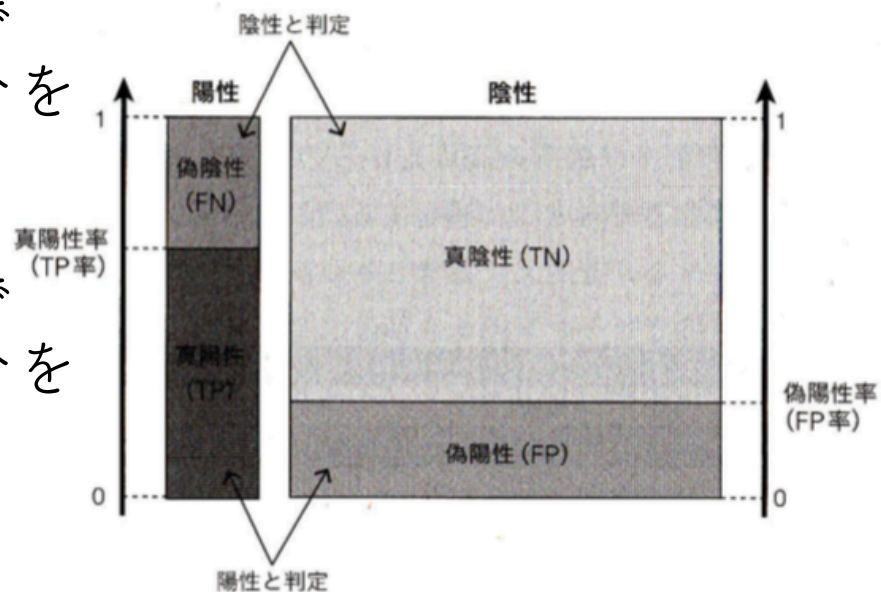 陰性と判定
を
陽性
陰性
1
1
偽陰性
(FN)
真陽性率
(TP率)
真陰性(TN)
を
真陽性
(TP)
偽陽性率
(FP率)
偽陽性(FP)
0
0
陽性と判定